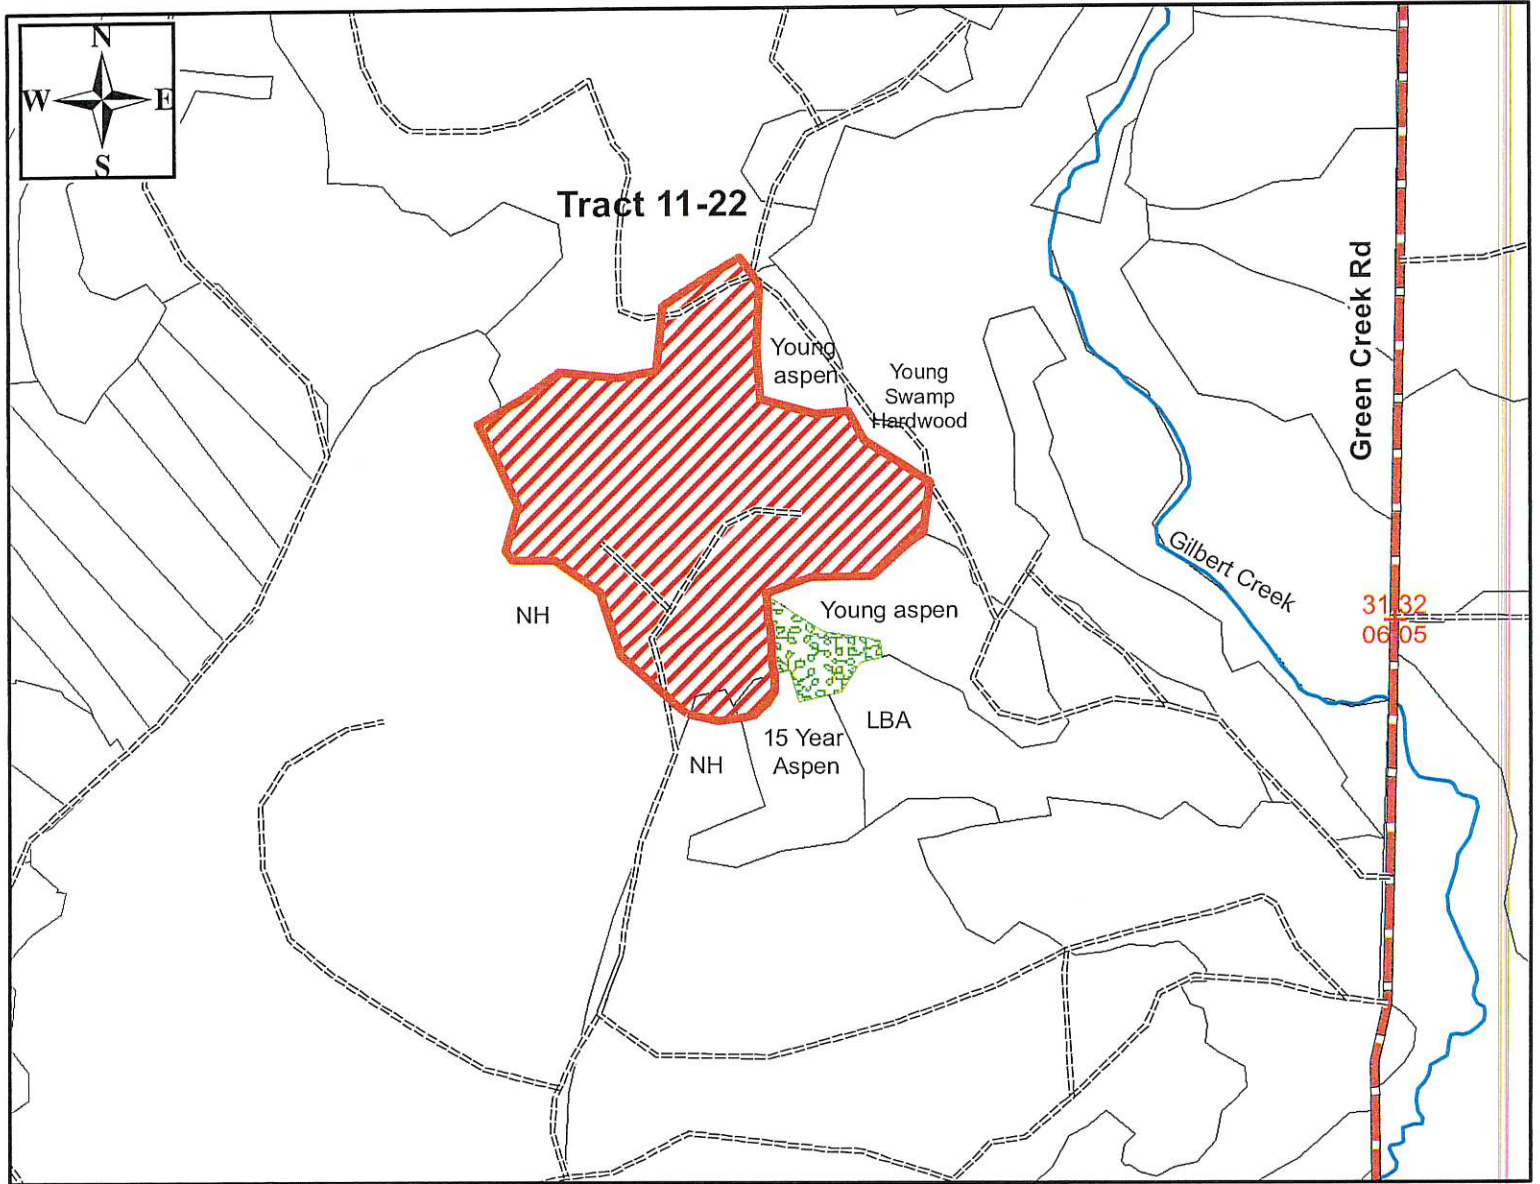 N
W E
S
Tract 11-22
Green Creek Rd
Young
aspen
Young
Swamp
Hardwood
Gilbert Creek
31 32
06 05
NH
Young aspen
LBA
15 Year
Aspen
NH